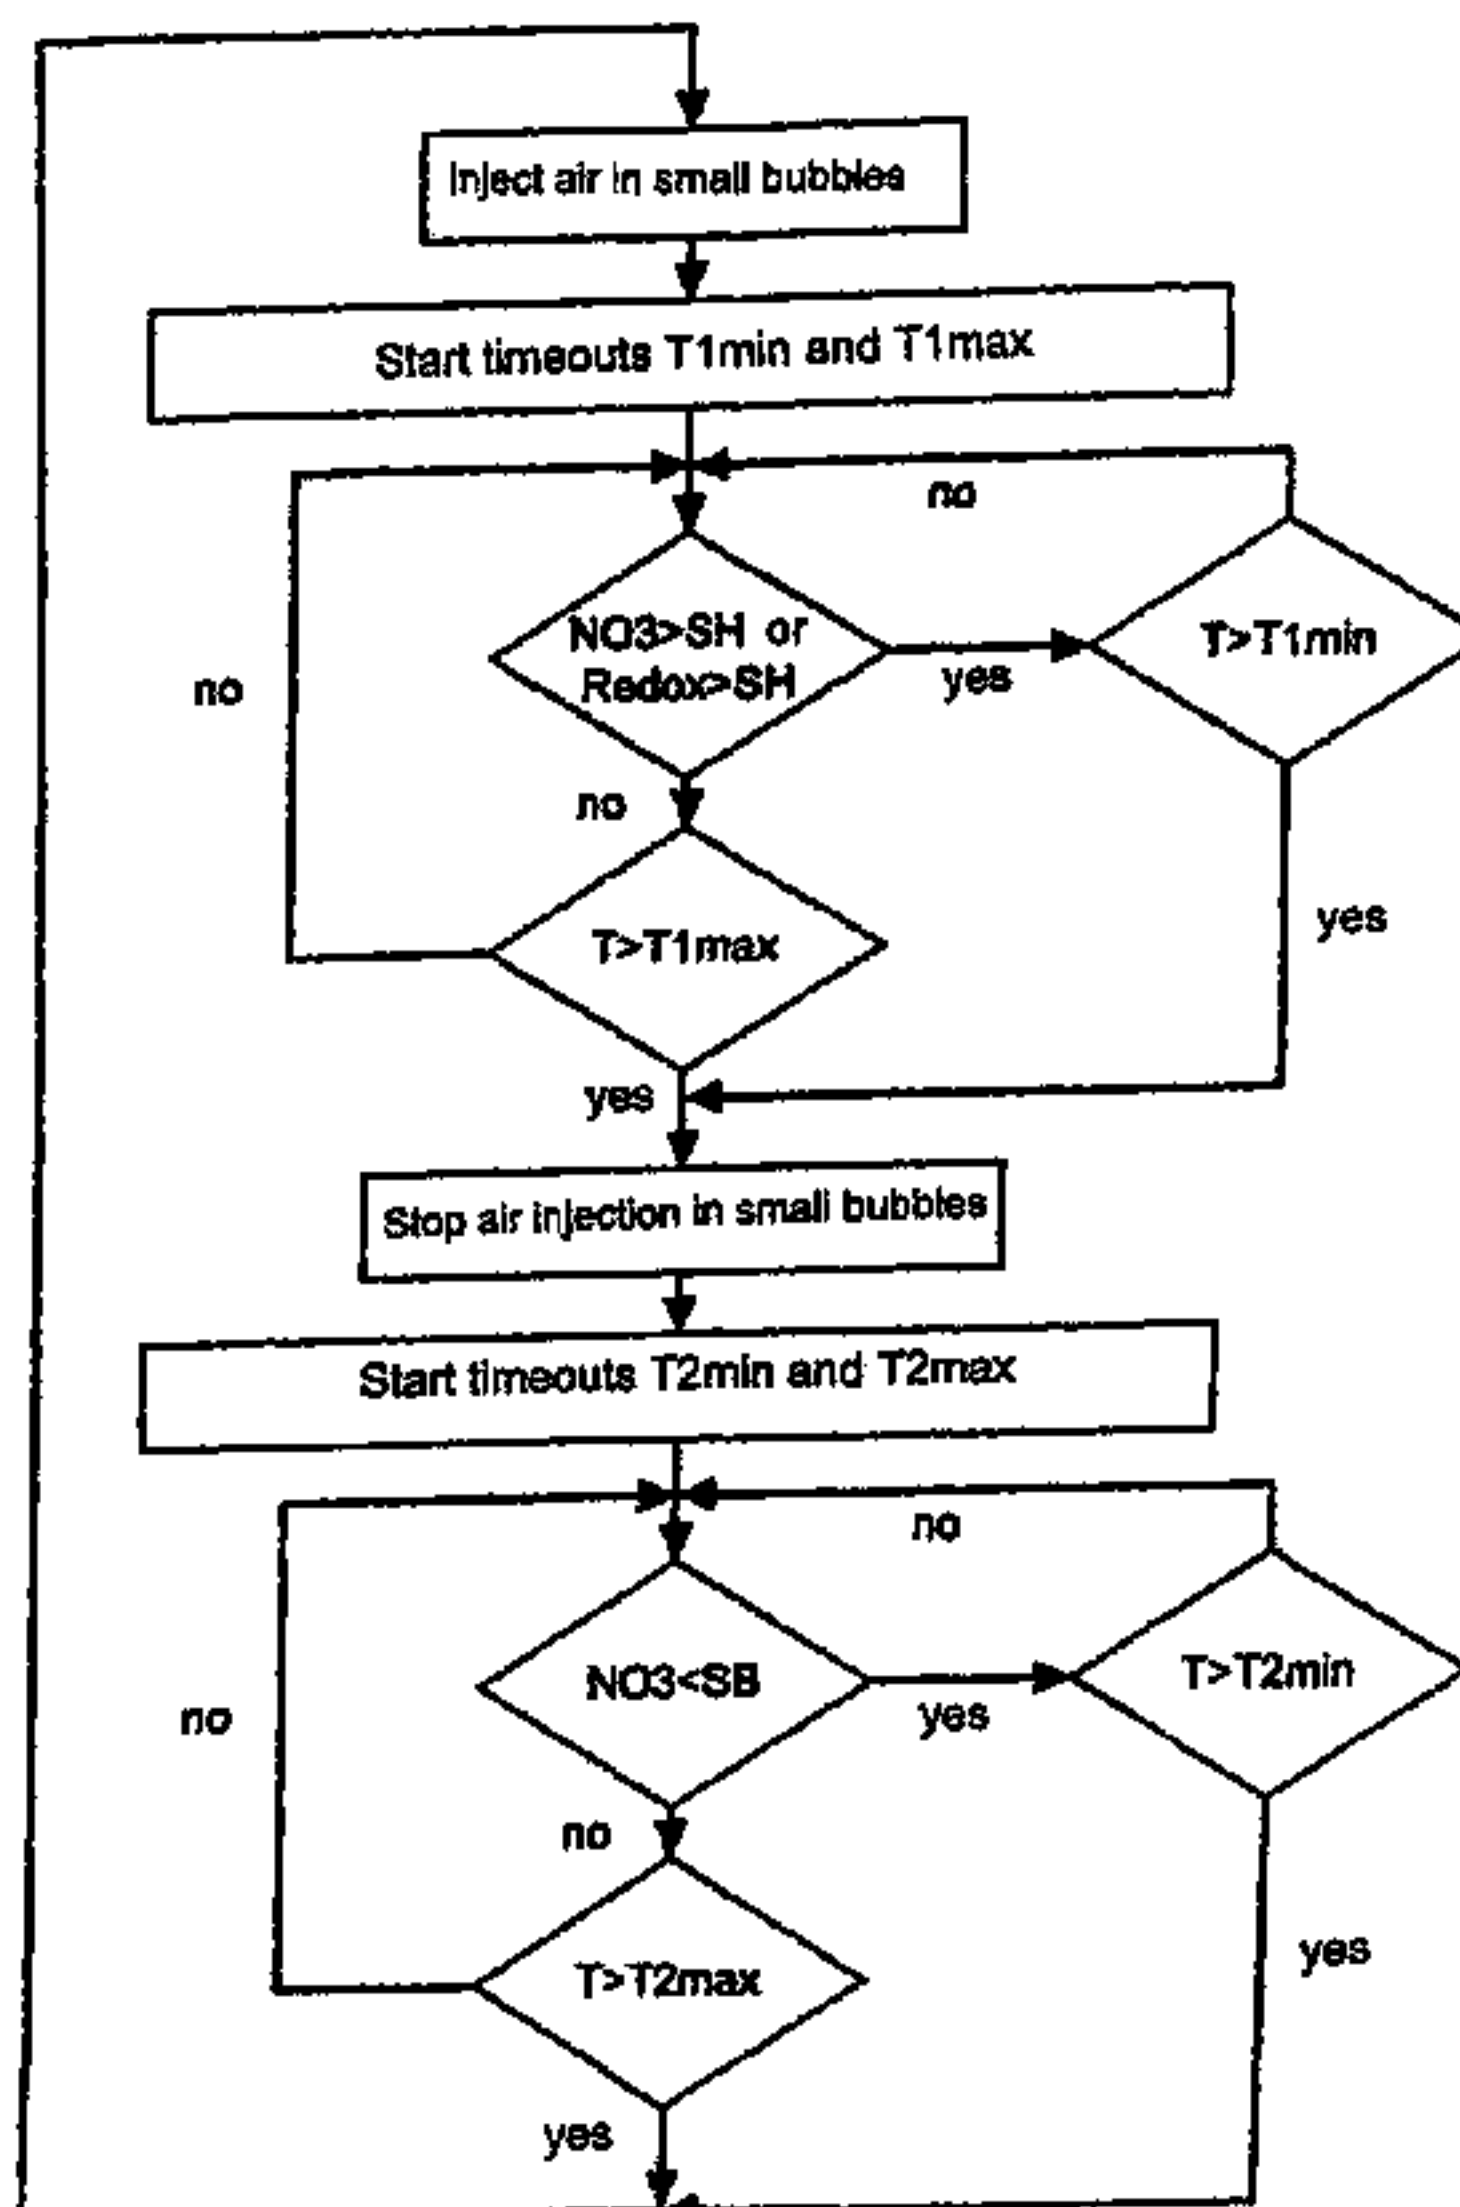 Inject air in small bubbles
Start timeouts T1min and T1max
no
NO3>SH or
Redox>SH
yes
T>T1min
no
no
T>T1max
yes
yes
Stop air injection in small bubbles
Start timeouts T2min and T2max
no
NO3<SB
yes
T>T2min
no
no
T>T2max
yes
yes